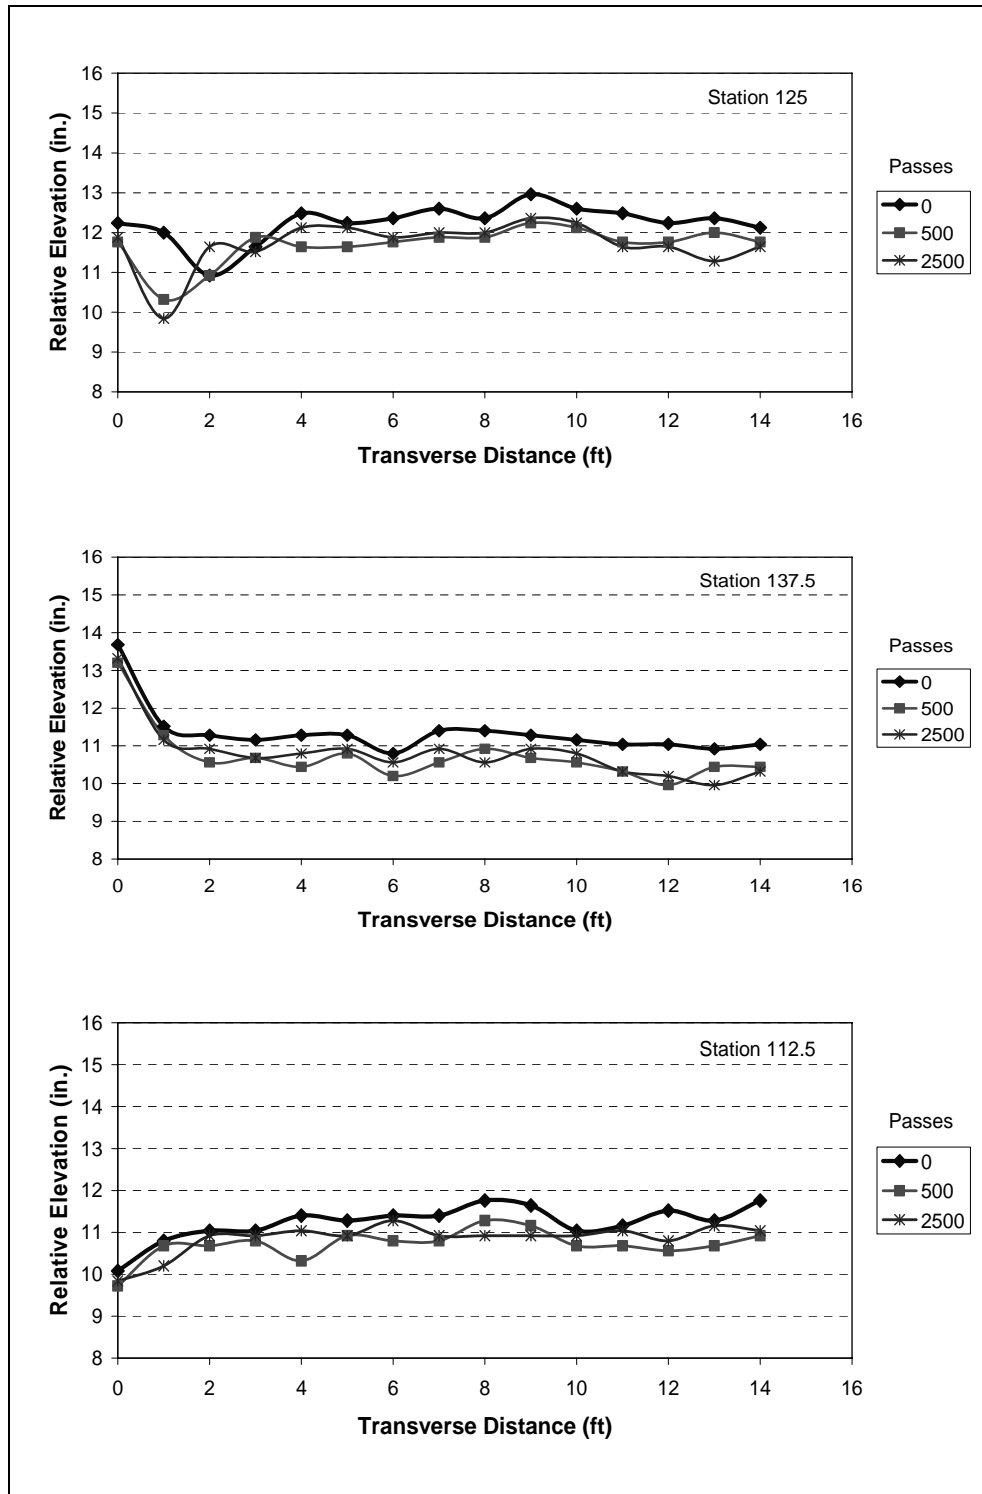 Station 125
Relative Elevation (in.)
16
15
14
13
12
11
10
9
8
0 2 4 6 8 10 12 14 16
Transverse Distance (ft)
Passes
0
500
2500
Station 137.5
Relative Elevation (in.)
16
15
14
13
12
11
10
9
8
0 2 4 6 8 10 12 14 16
Transverse Distance (ft)
Passes
0
500
2500
Station 112.5
Relative Elevation (in.)
16
15
14
13
12
11
10
9
8
0 2 4 6 8 10 12 14 16
Transverse Distance (ft)
Passes
0
500
2500